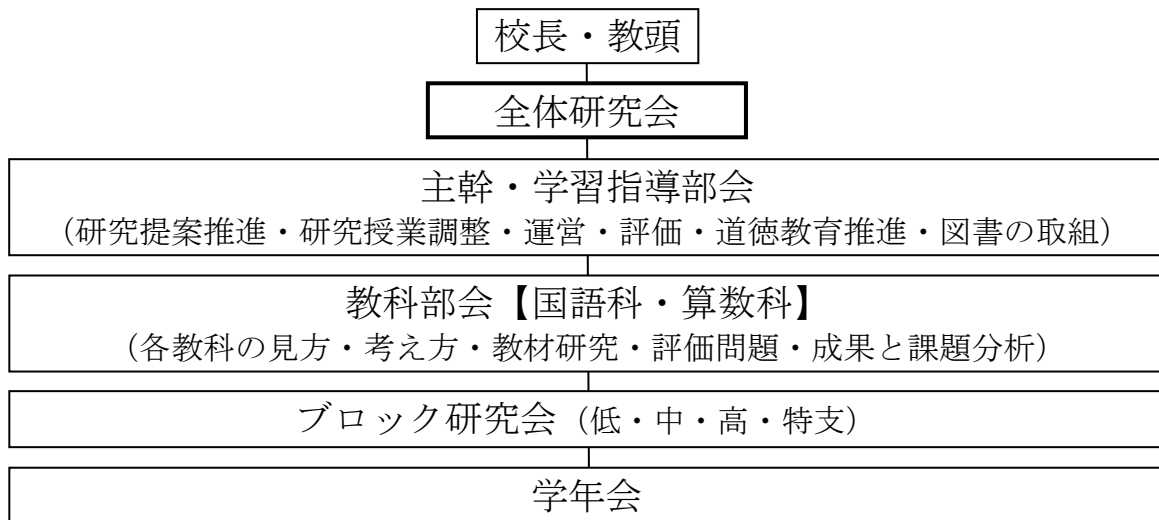 校長・教頭
全体研究会
主幹・学習指導部会
（研究提案推進・研究授業調整・運営・評価・道徳教育推進・図書の取組）
教科部会【国語科・算数科】
（各教科の見方・考え方・教材研究・評価問題・成果と課題分析）
ブロック研究会（低・中・高・特支）
学年会